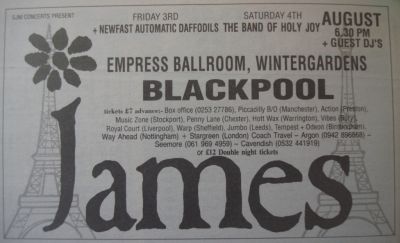 SJM CONCERTS PRESENT
FRIDAY 3RD
SATURDAY 4TH
AUGUST
+ NEWFAST AUTOMATIC DAFFODILS THE BAND OF HOLY JOY
6.30 PM
+ GUEST DJ'S
EMPRESS BALLROOM, WINTERGARDENS
BLACKPOOL
tickets £7 advance:- Box office (0253 27786), Piccadilly B/O (Manchester), Action (Preston),
Music Zone (Stockport), Penny Lane (Chester), Hott Wax (Warrington), Vibes (Bury),
Royal Court (Liverpool), Warp (Sheffield), Jumbo (Leeds), Tempest + Odeon (Birmingham),
Way Ahead (Nottingham) + Stargreen (London) Coach Travel – Argon (0942 896868) –
Seemore (061 969 4959) – Cavendish (0532 441919)
or £12 Double night tickets
James